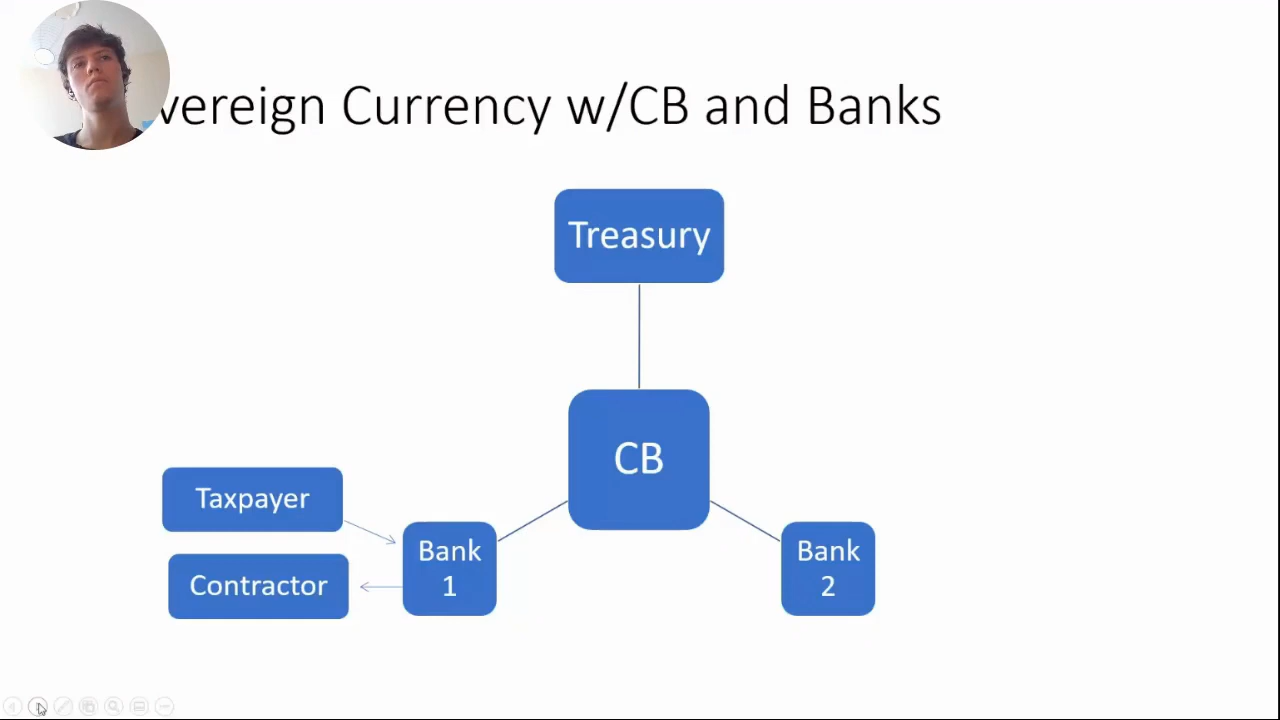 vereign Currency w/CB and Banks
Treasury
CB
Taxpayer
Contractor
Bank
1
Bank
2